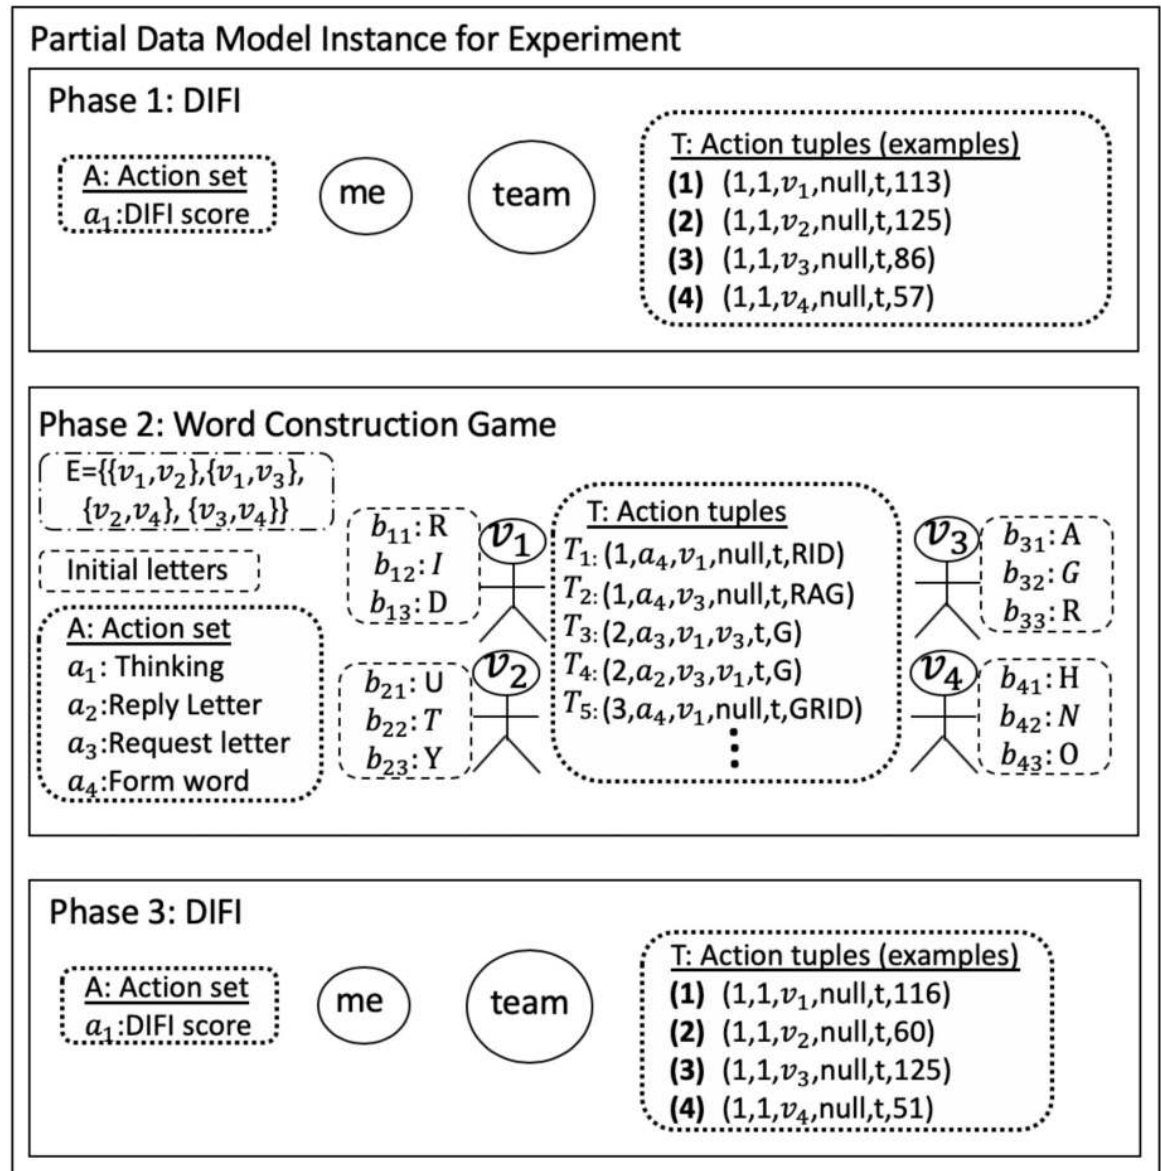 Partial Data Model Instance for Experiment
Phase 1: DIFI
A: Action set
a₁:DIFI score
me
team
T: Action tuples (examples)
(1) (1,1,v₁,null,t,113)
(2) (1,1,v₂,null,t,125)
(3) (1,1,v₃,null,t,86)
(4) (1,1,v₄,null,t,57)
Phase 2: Word Construction Game
E={{v₁,v₂},{v₁,v₃},
{v₂,v₄}, {v₃,v₄}}
Initial letters
A: Action set
a₁: Thinking
a₂:Reply Letter
a₃:Request letter
a₄:Form word
b₁₁: R
b₁₂: I
b₁₃: D
v₁
b₂₁: U
b₂₂: T
b₂₃: Y
v₂
T: Action tuples
T₁: (1,a₄,v₁,null,t,RID)
T₂: (1,a₄,v₃,null,t,RAG)
T₃: (2,a₃,v₁,v₃,t,G)
T₄: (2,a₂,v₃,v₁,t,G)
T₅: (3,a₄,v₁,null,t,GRID)
⋮
v₃
b₃₁: A
b₃₂: G
b₃₃: R
v₄
b₄₁: H
b₄₂: N
b₄₃: O
Phase 3: DIFI
A: Action set
a₁:DIFI score
me
team
T: Action tuples (examples)
(1) (1,1,v₁,null,t,116)
(2) (1,1,v₂,null,t,60)
(3) (1,1,v₃,null,t,125)
(4) (1,1,v₄,null,t,51)